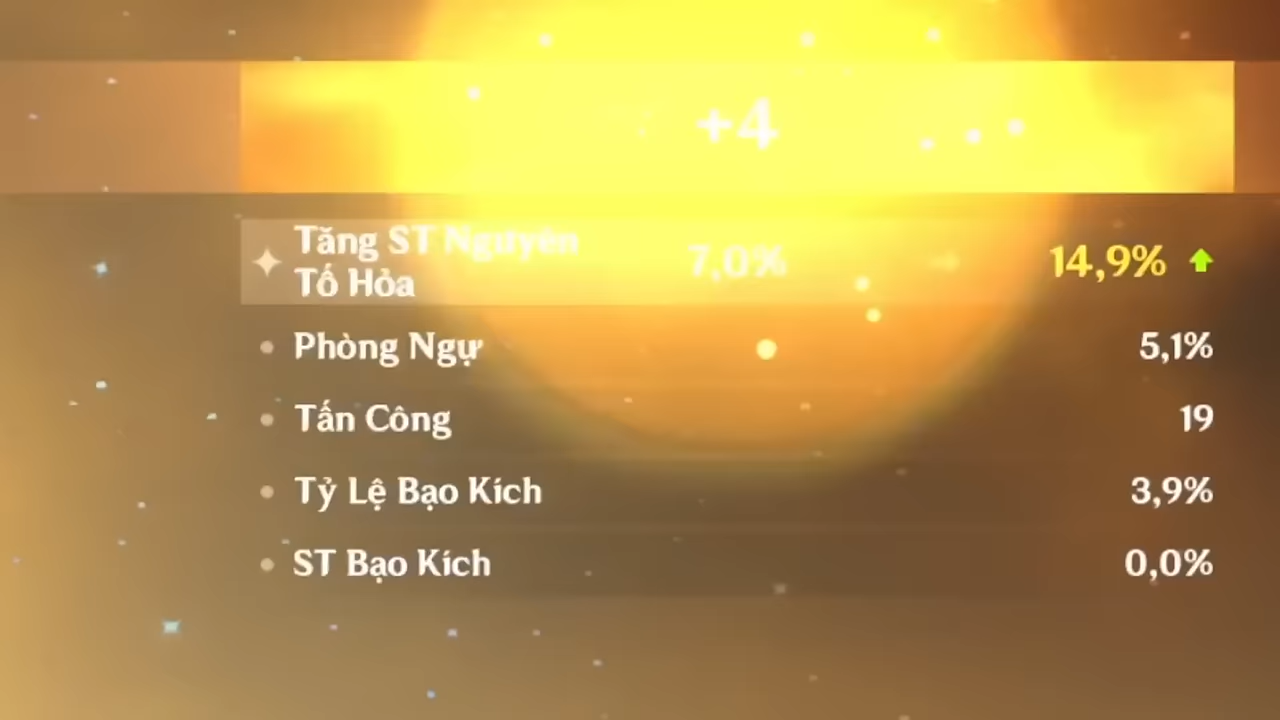 +4
Tăng ST Nguyên
Tố Hỏa 7,0% → 14,9%
Phòng Ngự 5,1%
Tấn Công 19
Tỷ Lệ Bạo Kích 3,9%
ST Bạo Kích 0,0%